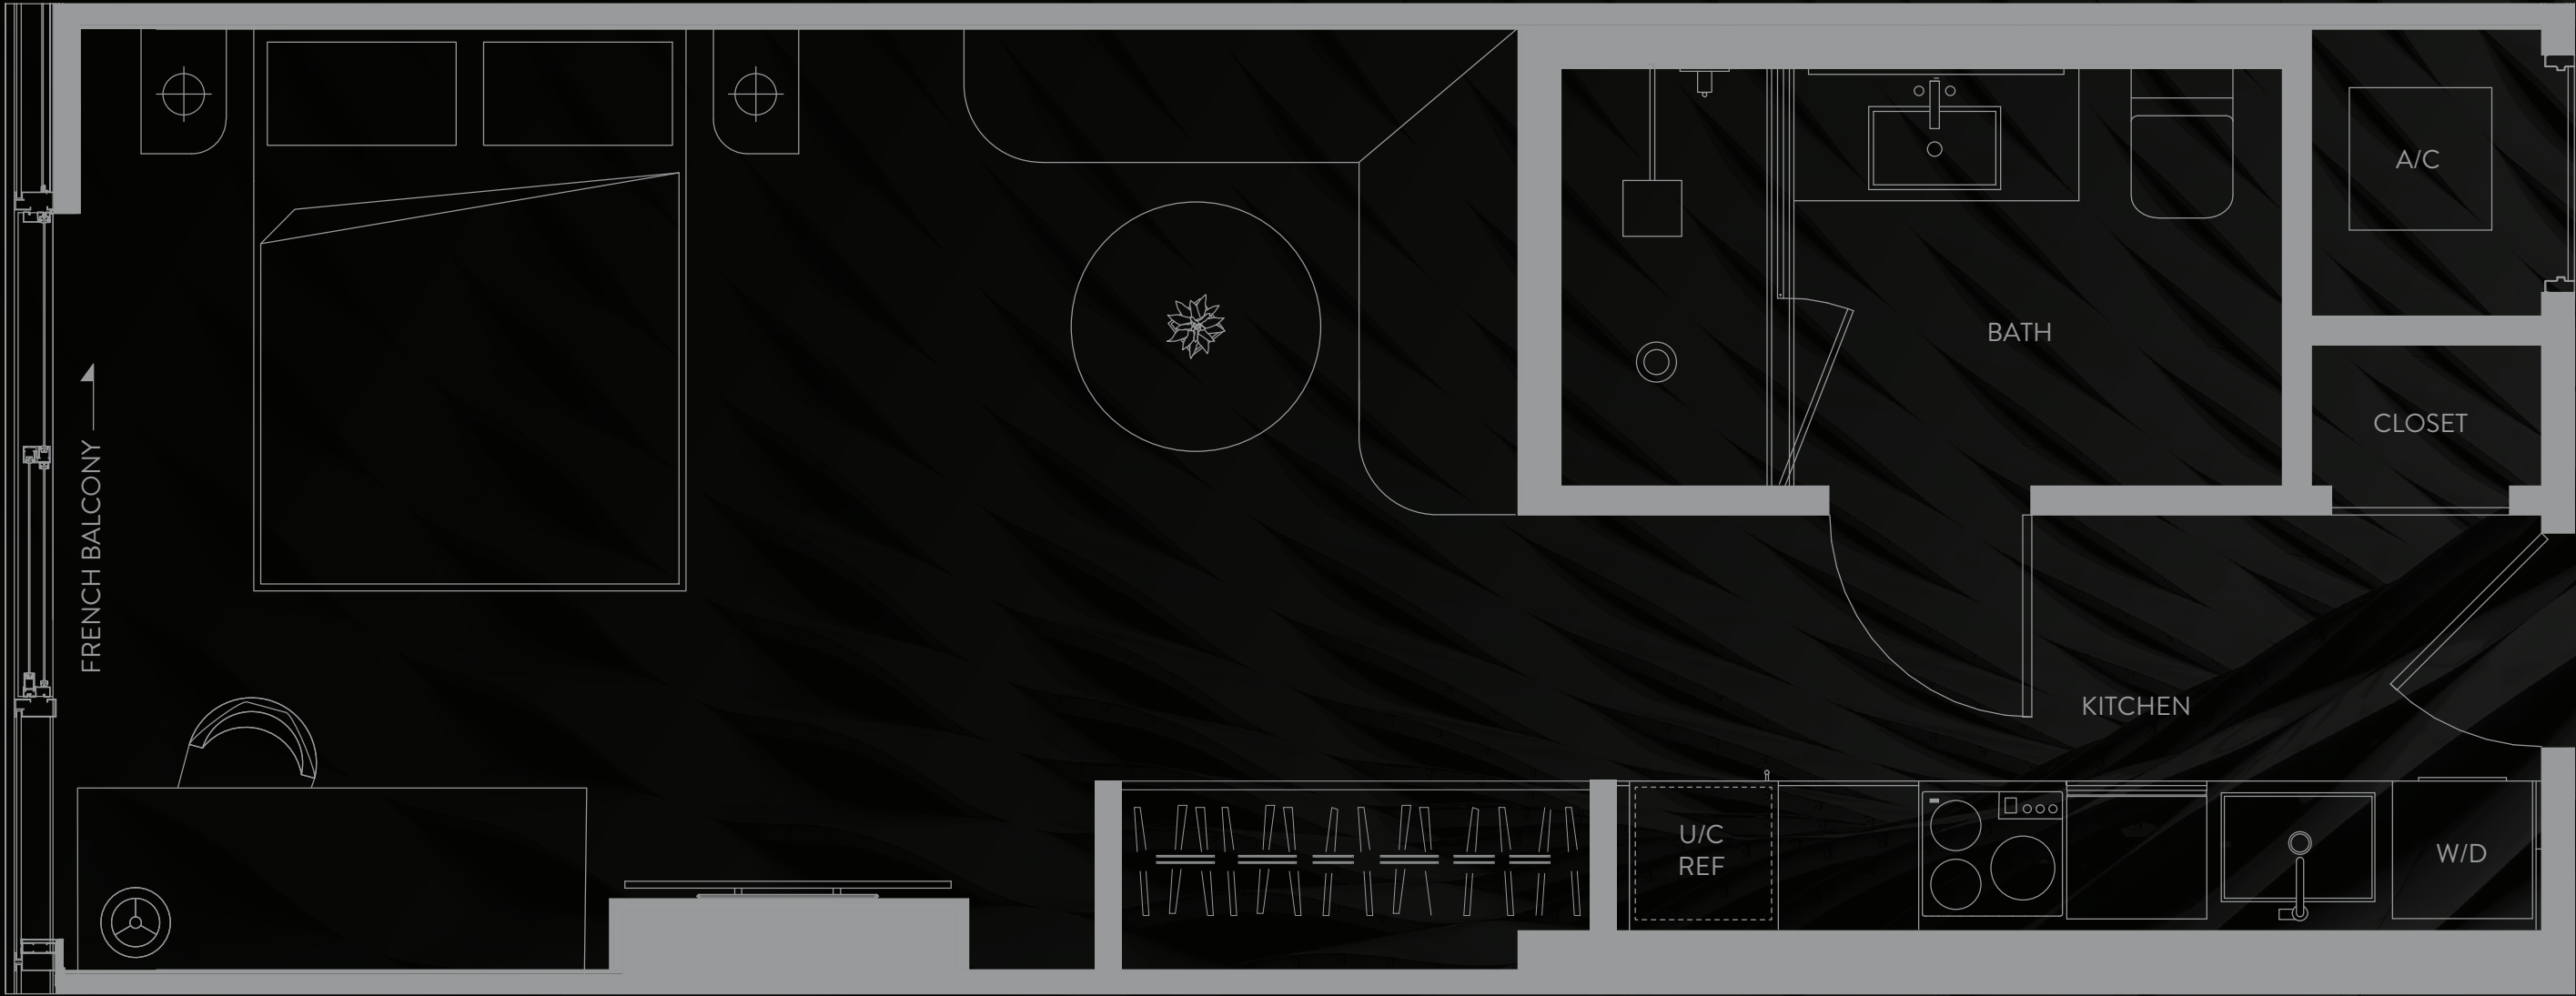 A/C
BATH
CLOSET
FRENCH BALCONY
KITCHEN
U/C
REF
W/D